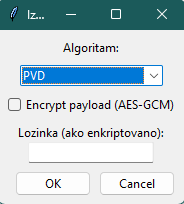 Iz...
Algoritam:
PVD
Encrypt payload (AES-GCM)
Lozinka (ako enkriptovano):
OK Cancel